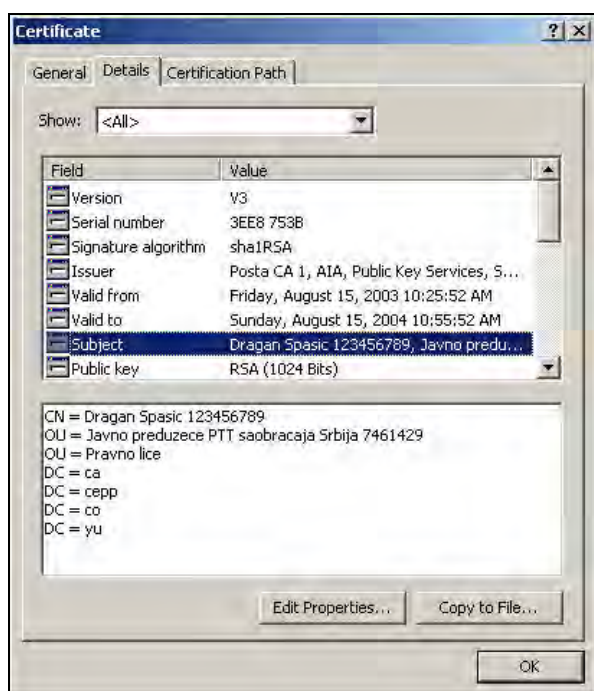 Certificate
General Details Certification Path
Show: <All>
Field Value
Version V3
Serial number 3EE8 753B
Signature algorithm sha1RSA
Issuer Posta CA 1, AIA, Public Key Services, S...
Valid from Friday, August 15, 2003 10:25:52 AM
Valid to Sunday, August 15, 2004 10:55:52 AM
Subject Dragan Spasic 123456789, Javno predu...
Public key RSA (1024 Bits)
CN = Dragan Spasic 123456789
OU = Javno preduzece PTT saobracaja Srbija 7461429
OU = Pravno lice
DC = ca
DC = cepp
DC = co
DC = yu
Edit Properties... Copy to File...
OK